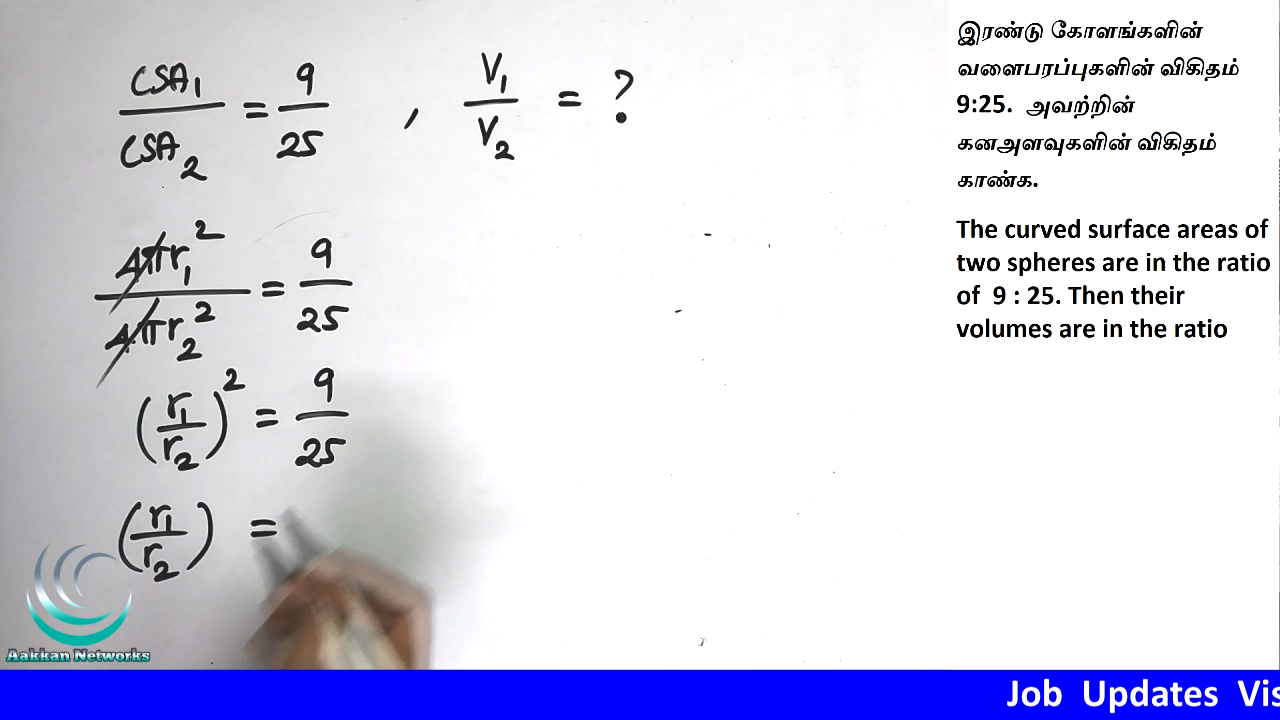 CSA₁/CSA₂ = 9/25 , V₁/V₂ = ?
4πr₁²/4πr₂² = 9/25
(r₁/r₂)² = 9/25
(r₁/r₂) =
இரண்டு கோளங்களின்
வளைபரப்புகளின் விகிதம்
9:25. அவற்றின்
கனஅளவுகளின் விகிதம்
காண்க.
The curved surface areas of
two spheres are in the ratio
of 9 : 25. Then their
volumes are in the ratio
Aakkan Networks
Job Updates Vis